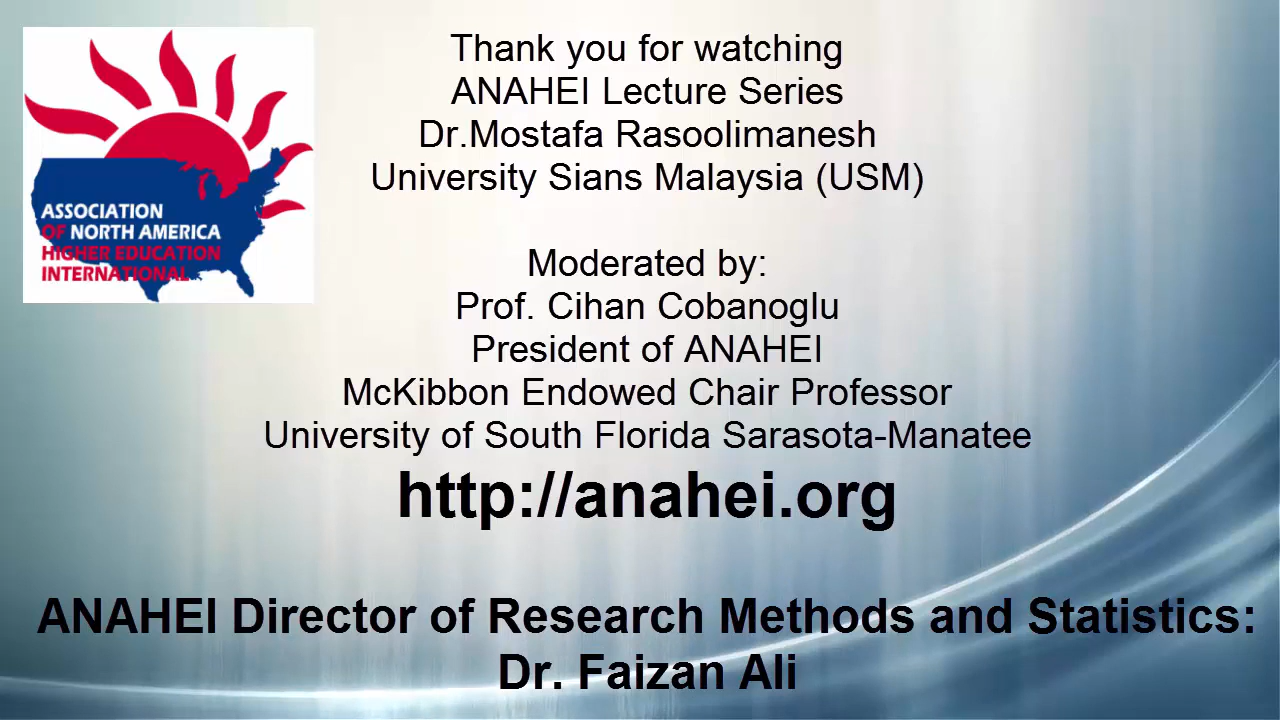 ASSOCIATION
OF NORTH AMERICA
HIGHER EDUCATION
INTERNATIONAL
Thank you for watching
ANAHEI Lecture Series
Dr.Mostafa Rasoolimanesh
University Sians Malaysia (USM)
Moderated by:
Prof. Cihan Cobanoglu
President of ANAHEI
McKibbon Endowed Chair Professor
University of South Florida Sarasota-Manatee
http://anahei.org
ANAHEI Director of Research Methods and Statistics:
Dr. Faizan Ali